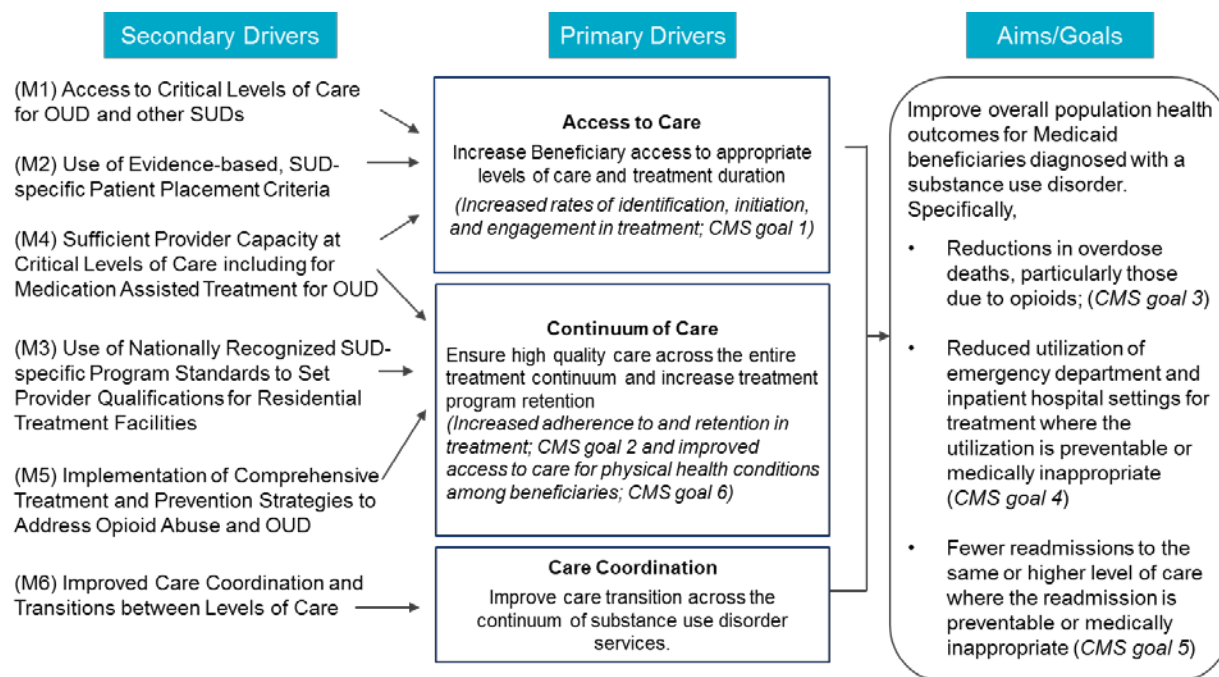 Secondary Drivers
(M1) Access to Critical Levels of Care
for OUD and other SUDs
(M2) Use of Evidence-based, SUD-
specific Patient Placement Criteria
(M4) Sufficient Provider Capacity at
Critical Levels of Care including for
Medication Assisted Treatment for OUD
(M3) Use of Nationally Recognized SUD-
specific Program Standards to Set
Provider Qualifications for Residential
Treatment Facilities
(M5) Implementation of Comprehensive
Treatment and Prevention Strategies to
Address Opioid Abuse and OUD
(M6) Improved Care Coordination and
Transitions between Levels of Care
Primary Drivers
Access to Care
Increase Beneficiary access to appropriate
levels of care and treatment duration
(Increased rates of identification, initiation,
and engagement in treatment; CMS goal 1)
Continuum of Care
Ensure high quality care across the entire
treatment continuum and increase treatment
program retention
(Increased adherence to and retention in
treatment; CMS goal 2 and improved
access to care for physical health conditions
among beneficiaries; CMS goal 6)
Care Coordination
Improve care transition across the
continuum of substance use disorder
services.
Aims/Goals
Improve overall population health
outcomes for Medicaid
beneficiaries diagnosed with a
substance use disorder.
Specifically,
• Reductions in overdose
deaths, particularly those
due to opioids; (CMS goal 3)
• Reduced utilization of
emergency department and
inpatient hospital settings for
treatment where the
utilization is preventable or
medically inappropriate
(CMS goal 4)
• Fewer readmissions to the
same or higher level of care
where the readmission is
preventable or medically
inappropriate (CMS goal 5)